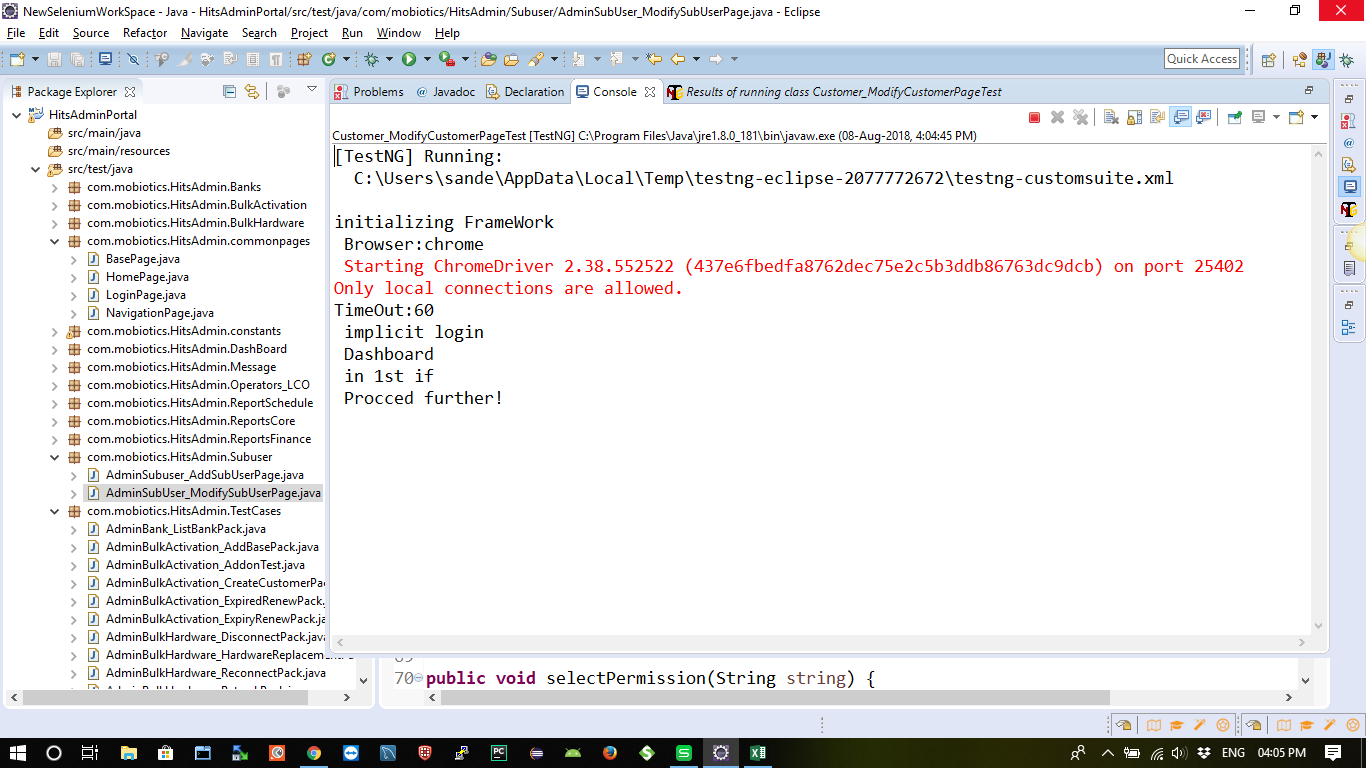 NewSeleniumWorkSpace - Java - HitsAdminPortal/src/test/java/com/mobiotics/HitsAdmin/Subuser/AdminSubUser_ModifySubUserPage.java - Eclipse
File Edit Source Refactor Navigate Search Project Run Window Help
Quick Access
Package Explorer
Problems Javadoc Declaration Console Results of running class Customer_ModifyCustomerPageTest
Customer_ModifyCustomerPageTest [TestNG] C:\Program Files\Java\jre1.8.0_181\bin\javaw.exe (08-Aug-2018, 4:04:45 PM)
HitsAdminPortal
src/main/java
src/main/resources
src/test/java
com.mobiotics.HitsAdmin.Banks
com.mobiotics.HitsAdmin.BulkActivation
com.mobiotics.HitsAdmin.BulkHardware
com.mobiotics.HitsAdmin.commonpages
BasePage.java
HomePage.java
LoginPage.java
NavigationPage.java
com.mobiotics.HitsAdmin.constants
com.mobiotics.HitsAdmin.DashBoard
com.mobiotics.HitsAdmin.Message
com.mobiotics.HitsAdmin.Operators_LCO
com.mobiotics.HitsAdmin.ReportSchedule
com.mobiotics.HitsAdmin.ReportsCore
com.mobiotics.HitsAdmin.ReportsFinance
com.mobiotics.HitsAdmin.Subuser
AdminSubuser_AddSubUserPage.java
AdminSubUser_ModifySubUserPage.java
com.mobiotics.HitsAdmin.TestCases
AdminBank_ListBankPack.java
AdminBulkActivation_AddBasePack.java
AdminBulkActivation_AddonTest.java
AdminBulkActivation_CreateCustomerPac
AdminBulkActivation_ExpiredRenewPack.
AdminBulkActivation_ExpiryRenewPack.ja
AdminBulkHardware_DisconnectPack.java
AdminBulkHardware_HardwareReplacement
AdminBulkHardware_ReconnectPack.java
[TestNG] Running:
C:\Users\sande\AppData\Local\Temp\testng-eclipse-2077772672\testng-customsuite.xml
initializing FrameWork
Browser:chrome
Starting ChromeDriver 2.38.552522 (437e6fbedfa8762dec75e2c5b3ddb86763dc9dcb) on port 25402
Only local connections are allowed.
TimeOut:60
implicit login
Dashboard
in 1st if
Procced further!
70 public void selectPermission(String string) {
ENG 04:05 PM